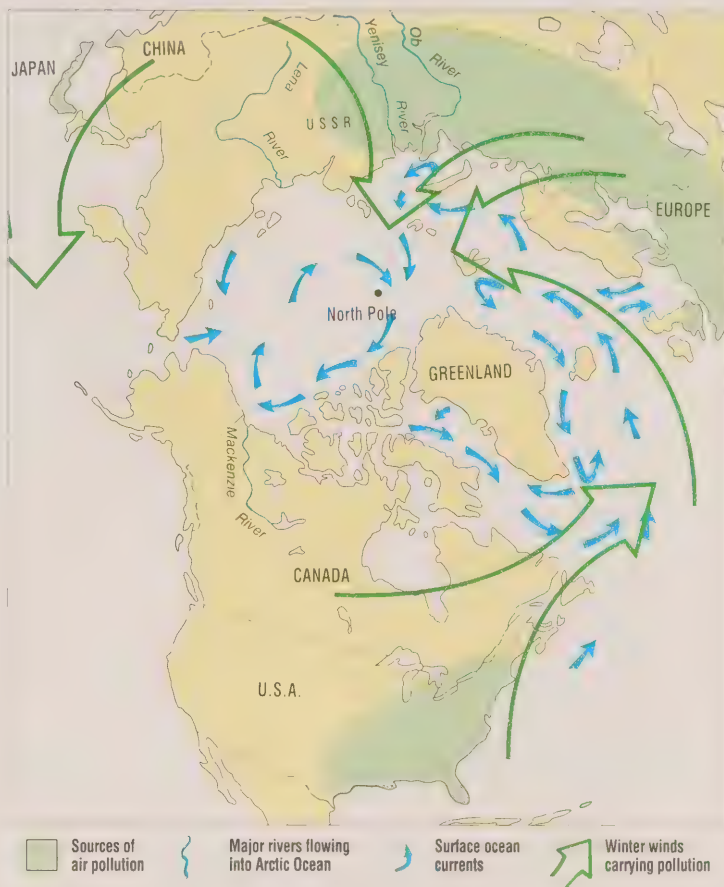 CHINA
JAPAN
Lena
River
Yenisey
River
Ob
River
USSR
EUROPE
North Pole
GREENLAND
Mackenzie
River
CANADA
U.S.A.
Sources of
air pollution
Major rivers flowing
into Arctic Ocean
Surface ocean
currents
Winter winds
carrying pollution